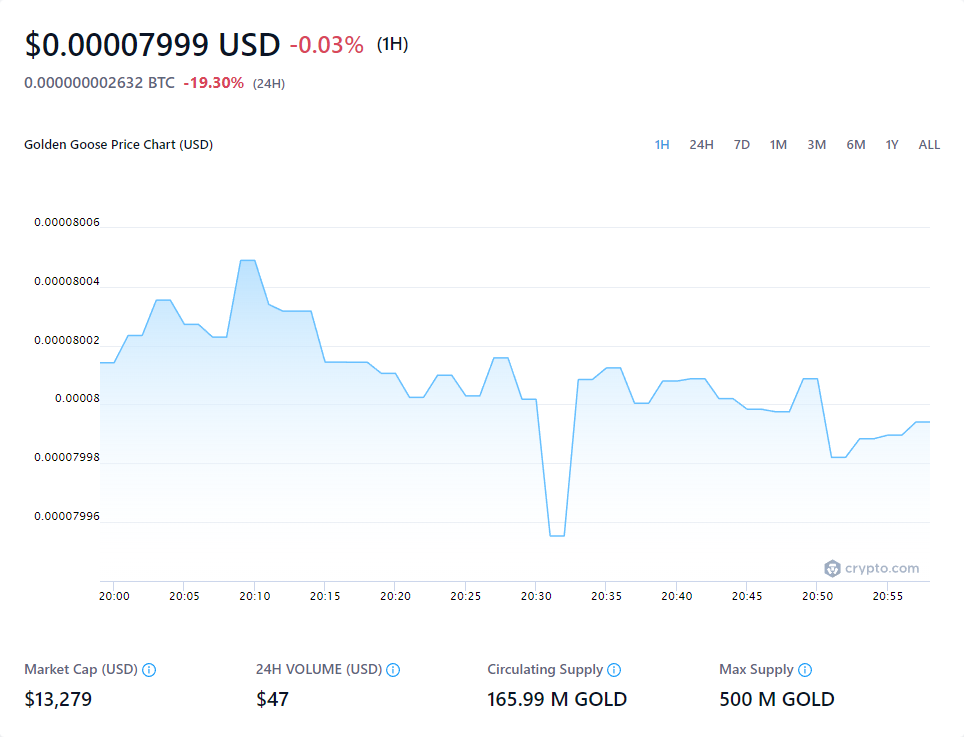 $0.00007999 USD -0.03% (1H)
0.000000002632 BTC -19.30% (24H)
Golden Goose Price Chart (USD)
1H 24H 7D 1M 3M 6M 1Y ALL
0.00008006
0.00008004
0.00008002
0.00008
0.00007998
0.00007996
crypto.com
20:00 20:05 20:10 20:15 20:20 20:25 20:30 20:35 20:40 20:45 20:50 20:55
Market Cap (USD) 24H VOLUME (USD) Circulating Supply Max Supply
$13,279 $47 165.99 M GOLD 500 M GOLD